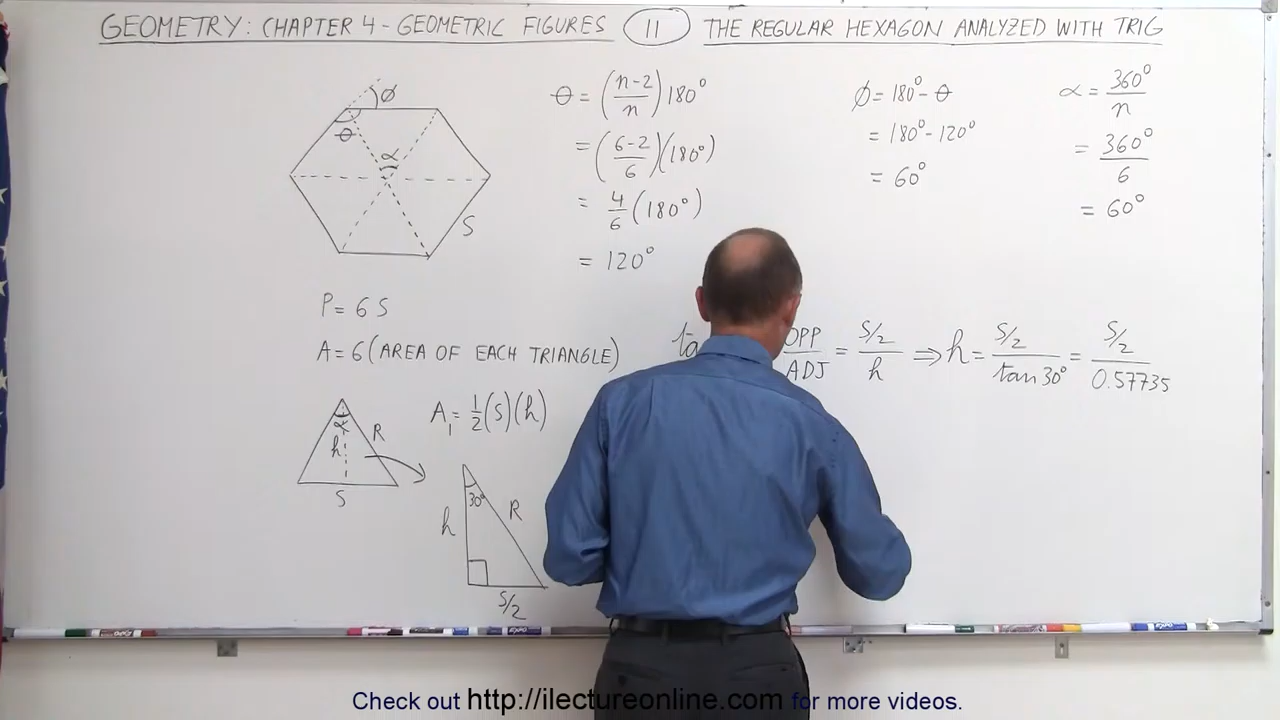 GEOMETRY: CHAPTER 4 - GEOMETRIC FIGURES 11 THE REGULAR HEXAGON ANALYZED WITH TRIG
ϕ
θ
α
S
θ = (n-2/n) 180°
= (6-2/6)(180°)
= 4/6 (180°)
= 120°
ϕ = 180° - θ
= 180° - 120°
= 60°
α = 360°/n
= 360°/6
= 60°
P = 6 S
A = 6 (AREA OF EACH TRIANGLE)
OPP/ADJ = S/2/h ⇒ h = S/2/tan 30° = S/2/0.57735
α
h
R
S
A₁ = 1/2 (S)(h)
30°
h
R
S/2
Check out http://ilectureonline.com for more videos.